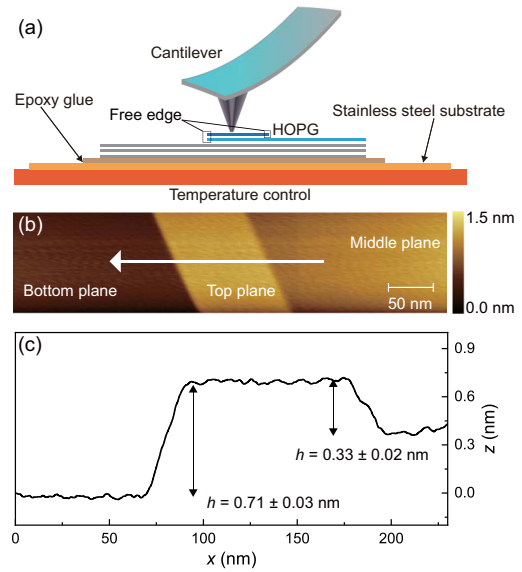 (a)
Cantilever
Epoxy glue
Free edge
HOPG
Stainless steel substrate
Temperature control
(b)
1.5 nm
Middle plane
Bottom plane
Top plane
50 nm
0.0 nm
(c)
0.9
0.6
0.3
0.0
z (nm)
h = 0.33 ± 0.02 nm
h = 0.71 ± 0.03 nm
0 50 100 150 200
x (nm)